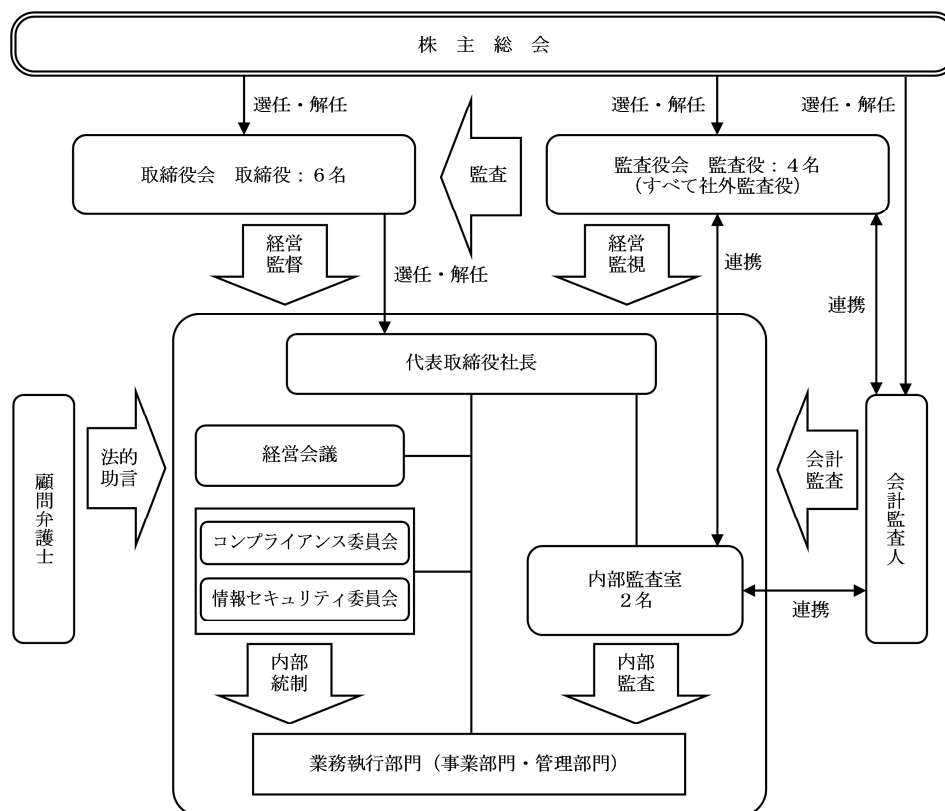 株 主 総 会
選任・解任
選任・解任
選任・解任
取締役会 取締役：６名
監査
監査役会 監査役：４名
（すべて社外監査役）
経営
監督
選任・解任
経営
監視
連携
連携
代表取締役社長
顧問弁護士
法的
助言
経営会議
会計
監査
会計監査人
コンプライアンス委員会
情報セキュリティ委員会
内部監査室
２名
連携
内部
統制
内部
監査
業務執行部門（事業部門・管理部門）